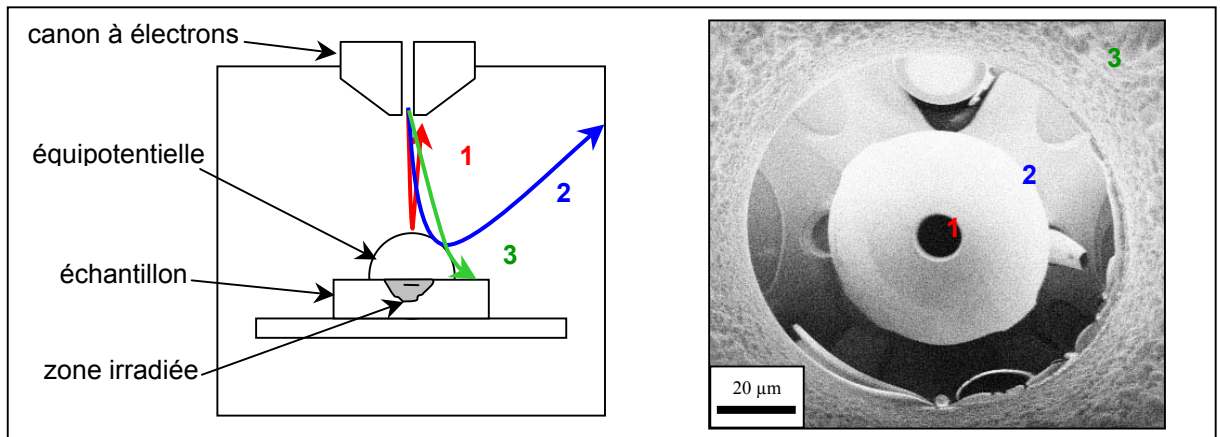 canon à électrons
équipotentielle
échantillon
zone irradiée
1
2
3
3
2
1
20 µm